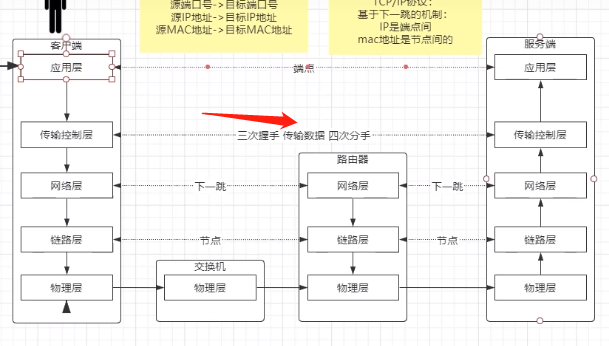 源端口号->目标端口号
源IP地址->目标IP地址
源MAC地址->目标MAC地址
TCP/IP协议：
基于下一跳的机制：
IP是端点间
mac地址是节点间的
客户端
服务端
应用层
端点
应用层
传输控制层
三次握手 传输数据 四次分手
传输控制层
路由器
网络层
下一跳
网络层
下一跳
网络层
链路层
节点
链路层
节点
链路层
交换机
物理层
物理层
物理层
物理层